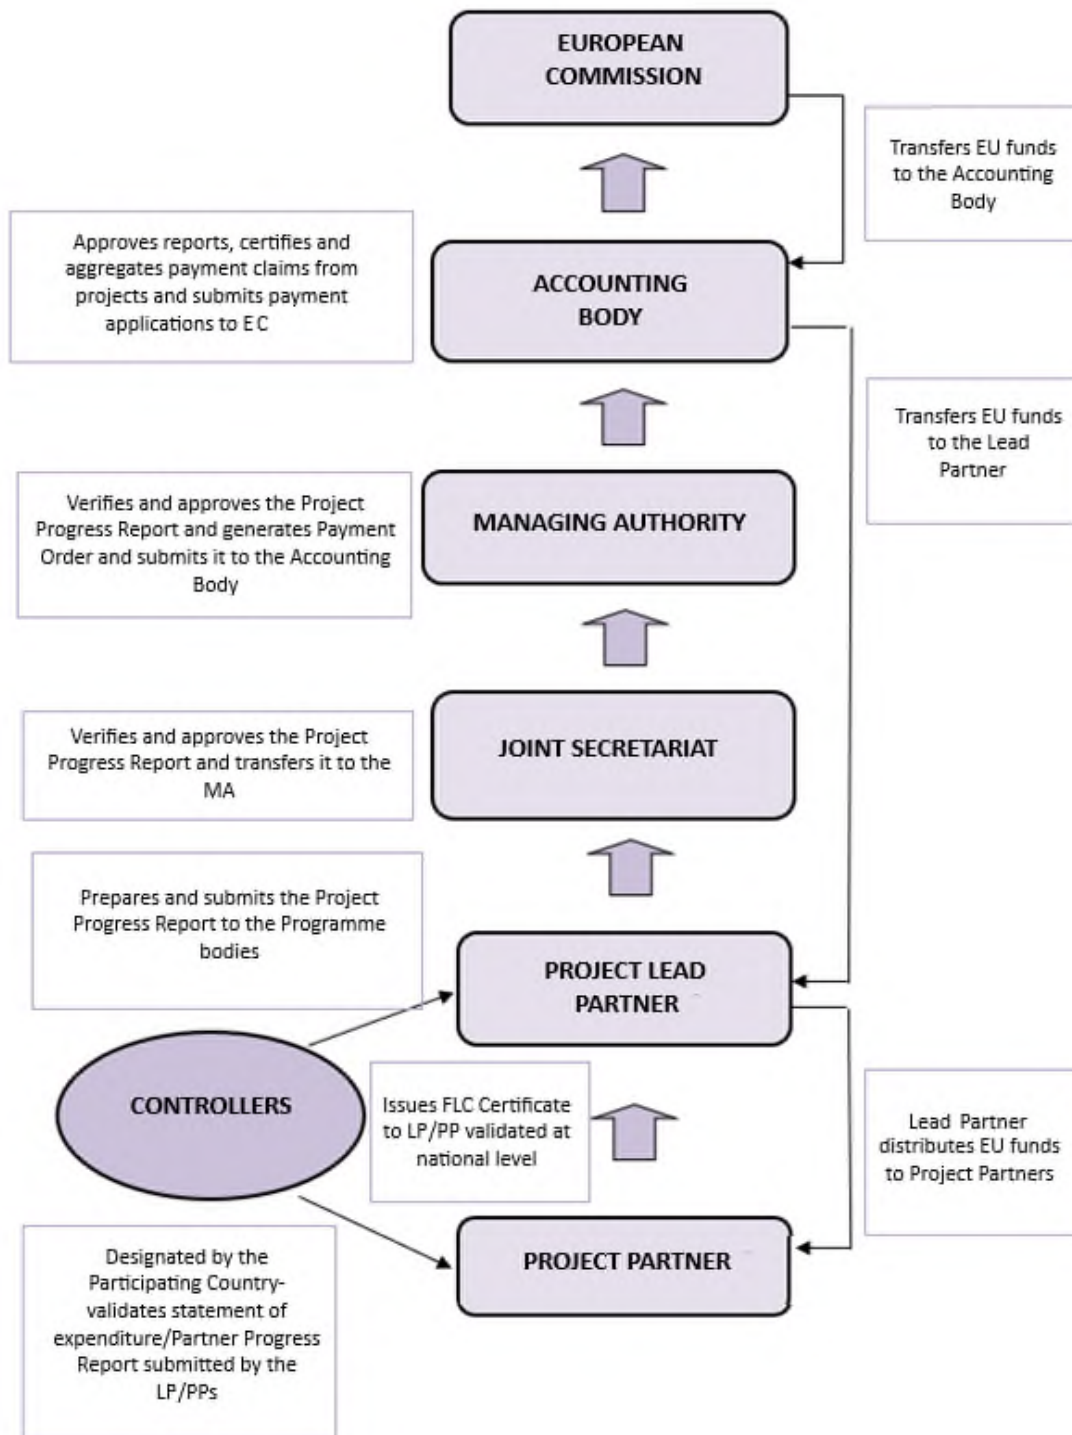 EUROPEAN
COMMISSION
Transfers EU funds
to the Accounting
Body
Approves reports, certifies and
aggregates payment claims from
projects and submits payment
applications to EC
ACCOUNTING
BODY
Transfers EU funds
to the Lead
Partner
Verifies and approves the Project
Progress Report and generates Payment
Order and submits it to the Accounting
Body
MANAGING AUTHORITY
Verifies and approves the Project
Progress Report and transfers it to the
MA
JOINT SECRETARIAT
Prepares and submits the Project
Progress Report to the Programme
bodies
PROJECT LEAD
PARTNER
CONTROLLERS
Issues FLC Certificate
to LP/PP validated at
national level
Lead Partner
distributes EU funds
to Project Partners
Designated by the
Participating Country-
validates statement of
expenditure/Partner Progress
Report submitted by the
LP/PPs
PROJECT PARTNER